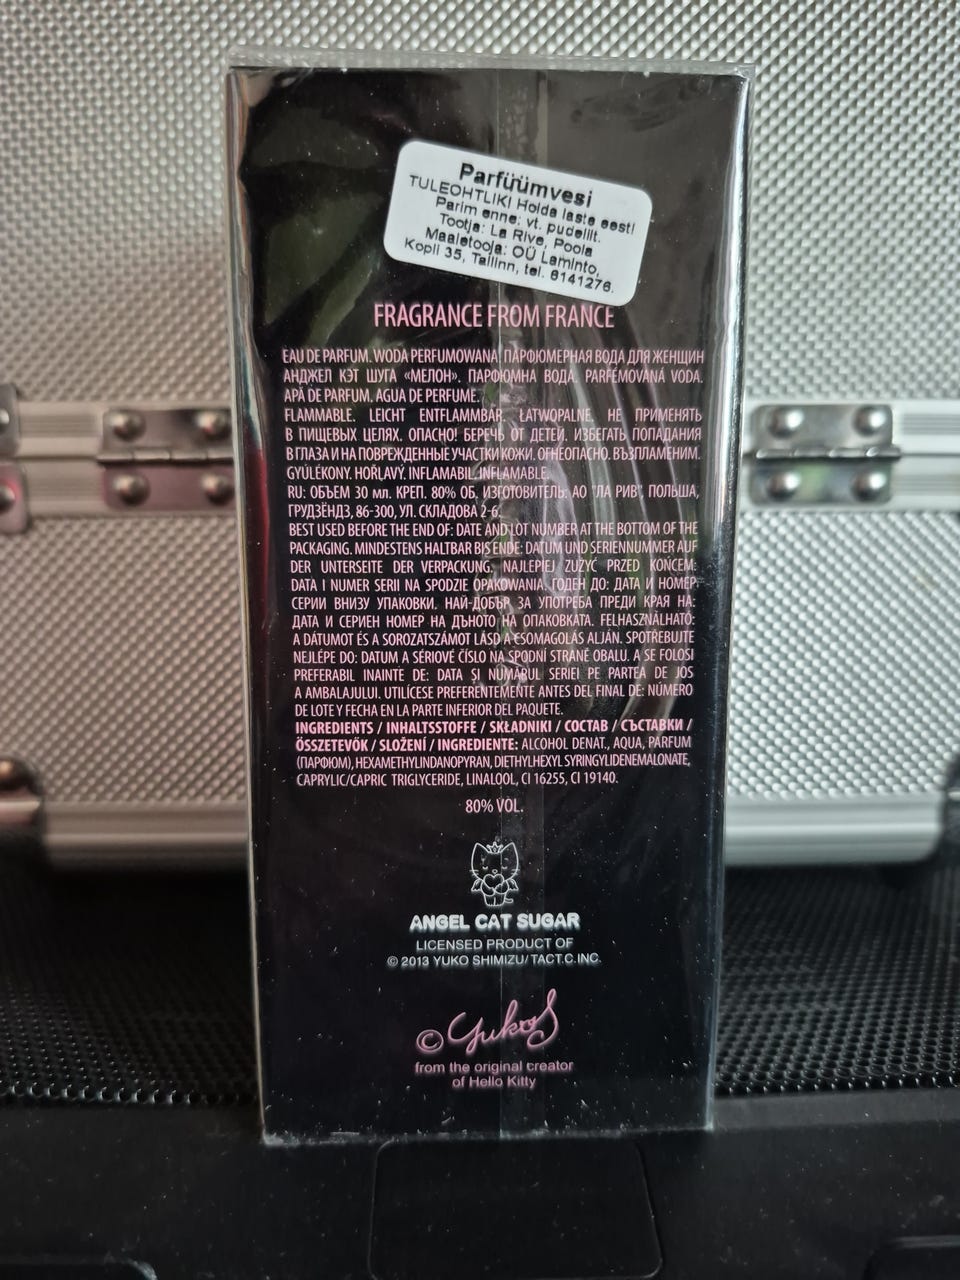 Parfüümvesi
TULEOHTLIK! Hoida laste eest!
Parim enne: vt. pudelilt.
Tootja: La Rive, Poola
Maaletooja: OÜ Laminto,
Kopli 35, Tallinn, tel. 6141276.
FRAGRANCE FROM FRANCE
EAU DE PARFUM. WODA PERFUMOWANA. ПАРФЮМЕРНАЯ ВОДА ДЛЯ ЖЕНЩИН
АНДЖЕЛ КЭТ ШУГА «МЕЛОН». ПАРФЮМНА ВОДА. PARFÉMOVANÁ VODA.
APĂ DE PARFUM. AGUA DE PERFUME.
FLAMMABLE. LEICHT ENTFLAMMBAR. ŁATWOPALNE. НЕ ПРИМЕНЯТЬ
В ПИЩЕВЫХ ЦЕЛЯХ. ОПАСНО! БЕРЕЧЬ ОТ ДЕТЕЙ. ИЗБЕГАТЬ ПОПАДАНИЯ
В ГЛАЗА И НА ПОВРЕЖДЕННЫЕ УЧАСТКИ КОЖИ. ОГНЕОПАСНО. ВЪЗПЛАМЕНИМ.
GYÚLÉKONY. HOŘLAVÝ. INFLAMABIL. INFLAMABLE.
RU: ОБЪЕМ 30 мл. КРЕП. 80% ОБ. ИЗГОТОВИТЕЛЬ: АО "ЛА РИВ", ПОЛЬША,
ГРУДЗЁНДЗ, 86-300, УЛ. СКЛАДОВА 2-6.
BEST USED BEFORE THE END OF: DATE AND LOT NUMBER AT THE BOTTOM OF THE
PACKAGING. MINDESTENS HALTBAR BIS ENDE: DATUM UND SERIENNUMMER AUF
DER UNTERSEITE DER VERPACKUNG. NAJLEPIEJ ZUŻYĆ PRZED KOŃCEM:
DATA I NUMER SERII NA SPODZIE OPAKOWANIA. ГОДЕН ДО: ДАТА И НОМЕР
СЕРИИ ВНИЗУ УПАКОВКИ. НАЙ-ДОБЪР ЗА УПОТРЕБА ПРЕДИ КРАЯ НА:
ДАТА И СЕРИЕН НОМЕР НА ДЪНОТО НА ОПАКОВКАТА. FELHASZNÁLHATÓ:
A DÁTUMOT ÉS A SOROZATSZÁMOT LÁSD A CSOMAGOLÁS ALJÁN. SPOTŘEBUJTE
NEJLÉPE DO: DATUM A SÉRIOVÉ ČÍSLO NA SPODNÍ STRANĚ OBALU. A SE FOLOSI
PREFERABIL INAINTE DE: DATA ŞI NUMĂRUL SERIEI PE PARTEA DE JOS
A AMBALAJULUI. UTILÍCESE PREFERENTEMENTE ANTES DEL FINAL DE: NÚMERO
DE LOTE Y FECHA EN LA PARTE INFERIOR DEL PAQUETE.
INGREDIENTS / INHALTSSTOFFE / SKŁADNIKI / СОСТАВ / СЪСТАВКИ /
ÖSSZETEVŐK / SLOŽENÍ / INGREDIENTE: ALCOHOL DENAT., AQUA, PARFUM
(ПАРФЮМ), HEXAMETHYLINDANOPYRAN, DIETHYLHEXYL SYRINGYLIDENEMALONATE,
CAPRYLIC/CAPRIC TRIGLYCERIDE, LINALOOL, CI 16255, CI 19140.
80% VOL.
ANGEL CAT SUGAR
LICENSED PRODUCT OF
© 2013 YUKO SHIMIZU/TACT.C.INC.
© YukoS
from the original creator
of Hello Kitty